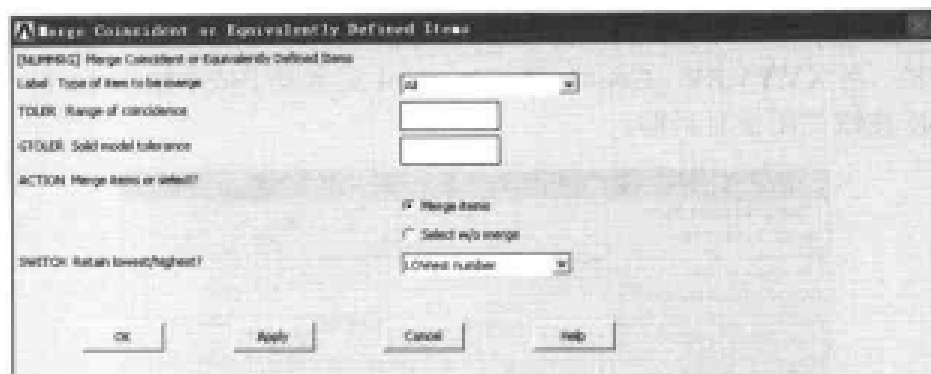 Merge Coincident or Equivalently Defined Items
[NUMMRG] Merge Coincident or Equivalently Defined Items
Label Type of item to be merge
All
TOLER Range of coincidence
GTOLER Solid model tolerance
ACTION Merge items or select?
Merge items
Select w/o merge
SWITCH Retain lowest/highest?
LOwest number
OK
Apply
Cancel
Help